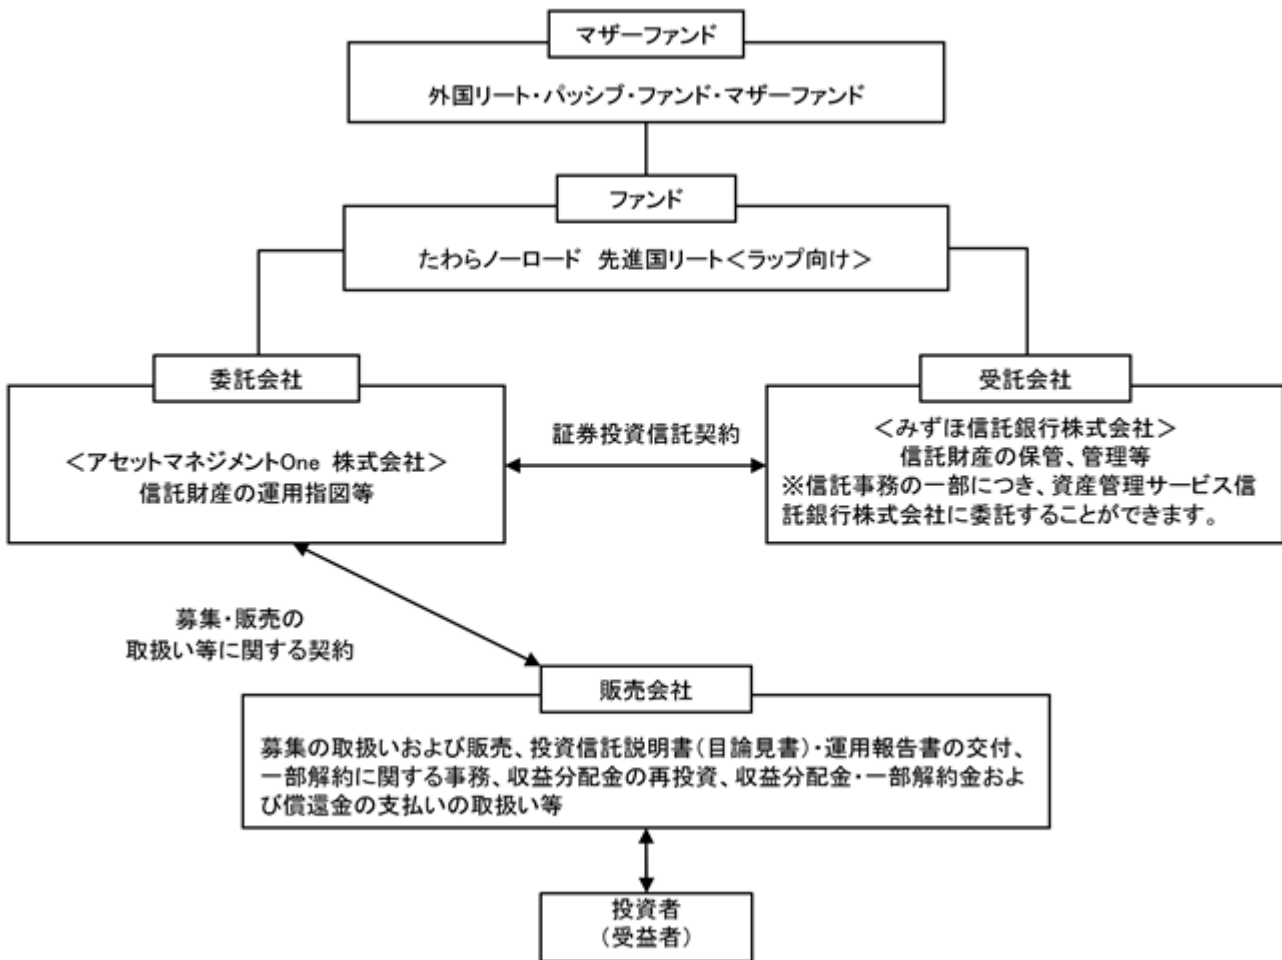 マザーファンド
外国リート・パッシブ・ファンド・マザーファンド
ファンド
たわらノーロード 先進国リート＜ラップ向け＞
委託会社
＜アセットマネジメントOne 株式会社＞
信託財産の運用指図等
証券投資信託契約
受託会社
＜みずほ信託銀行株式会社＞
信託財産の保管、管理等
※信託事務の一部につき、資産管理サービス信
託銀行株式会社に委託することができます。
募集・販売の
取扱い等に関する契約
販売会社
募集の取扱いおよび販売、投資信託説明書（目論見書）・運用報告書の交付、
一部解約に関する事務、収益分配金の再投資、収益分配金・一部解約金およ
び償還金の支払いの取扱い等
投資者
（受益者）